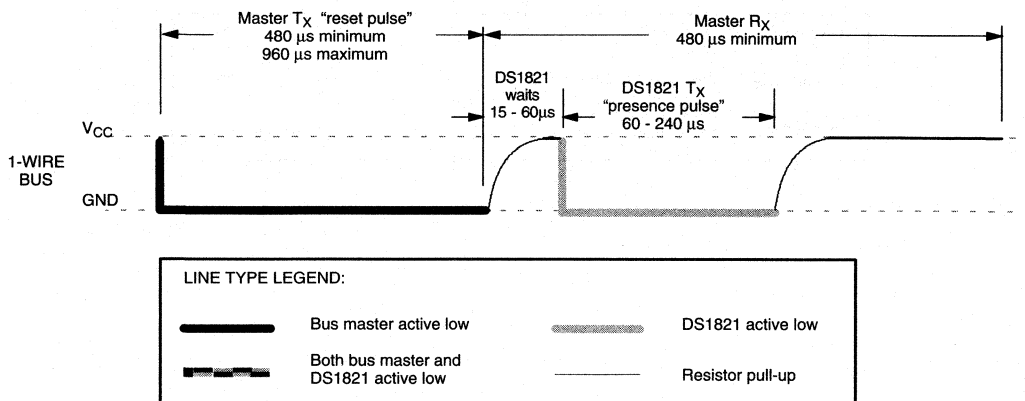 Master TX "reset pulse"
480 µs minimum
960 µs maximum
Master RX
480 µs minimum
DS1821
waits
15 - 60µs
DS1821 TX
"presence pulse"
60 - 240 µs
VCC
1-WIRE
BUS
GND
LINE TYPE LEGEND:
Bus master active low
DS1821 active low
Both bus master and
DS1821 active low
Resistor pull-up